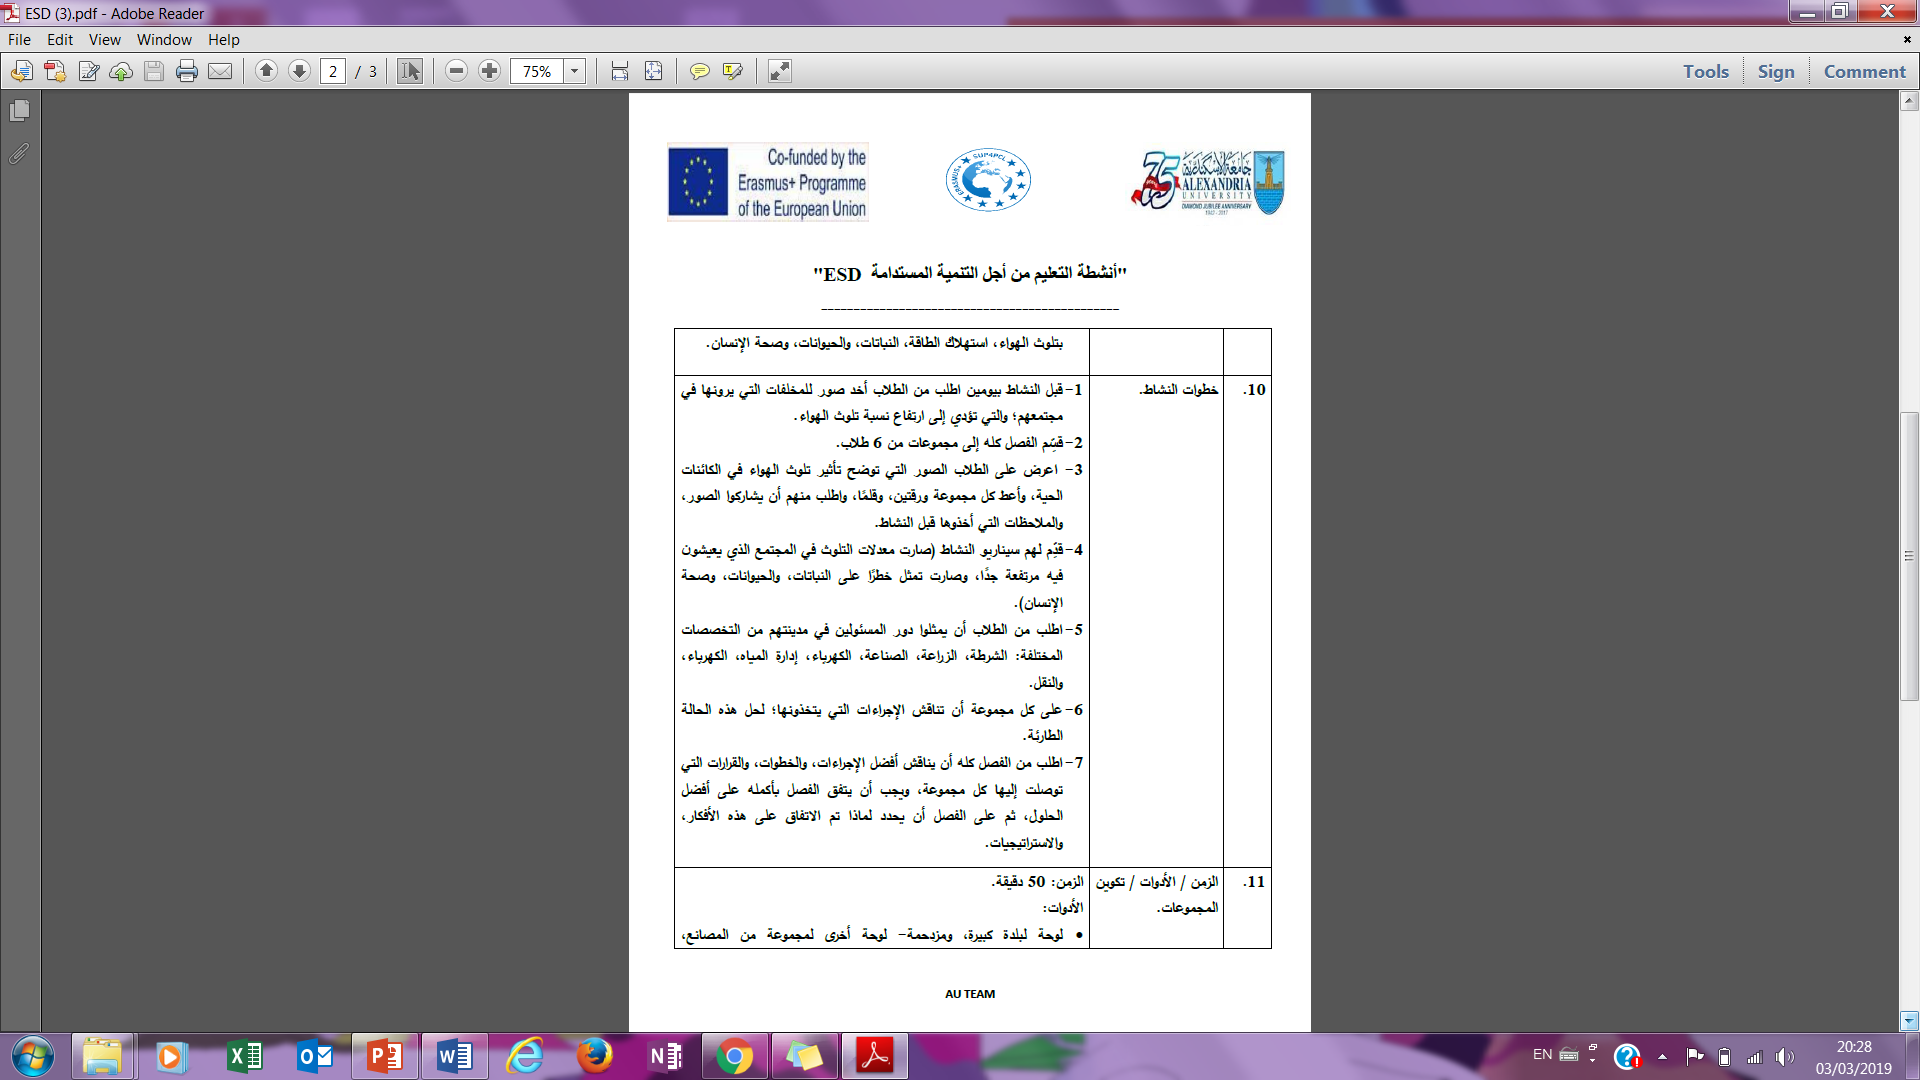 ESD (3).pdf - Adobe Reader
File Edit View Window Help
2 / 3 75% Tools Sign Comment
Co-funded by the
Erasmus+ Programme
of the European Union
SUP4PCL
ERASMUS+
75 جامعة الإسكندرية
ALEXANDRIA
UNIVERSITY
DIAMOND JUBILEE ANNIVERSARY
1942 - 2017
"أنشطة التعليم من أجل التنمية المستدامة ESD"
بتلوث الهواء، استهلاك الطاقة، النباتات، والحيوانات، وصحة الإنسان.
10. خطوات النشاط.
1- قبل النشاط بيومين اطلب من الطلاب أخد صور للمخلفات التي يرونها في
مجتمعهم؛ والتي تؤدي إلى ارتفاع نسبة تلوث الهواء.
2- قسِّم الفصل كله إلى مجموعات من 6 طلاب.
3- اعرض على الطلاب الصور التي توضح تأثير تلوث الهواء في الكائنات
الحية، وأعط كل مجموعة ورقتين، وقلمًا، واطلب منهم أن يشاركوا الصور،
والملاحظات التي أخذوها قبل النشاط.
4- قدِّم لهم سيناريو النشاط (صارت معدلات التلوث في المجتمع الذي يعيشون
فيه مرتفعة جدًا، وصارت تمثل خطرًا على النباتات، والحيوانات، وصحة
الإنسان).
5- اطلب من الطلاب أن يمثلوا دور المسئولين في مدينتهم من التخصصات
المختلفة: الشرطة، الزراعة، الصناعة، الكهرباء، إدارة المياه، الكهرباء،
والنقل.
6- على كل مجموعة أن تناقش الإجراءات التي يتخذونها؛ لحل هذه الحالة
الطارئة.
7- اطلب من الفصل كله أن يناقش أفضل الإجراءات، والخطوات، والقرارات التي
توصلت إليها كل مجموعة، ويجب أن يتفق الفصل بأكمله على أفضل
الحلول، ثم على الفصل أن يحدد لماذا تم الاتفاق على هذه الأفكار،
والاستراتيجيات.
11. الزمن / الأدوات / تكوين
المجموعات.
الزمن: 50 دقيقة.
الأدوات:
• لوحة لبلدة كبيرة، ومزدحمة- لوحة أخرى لمجموعة من المصانع،
AU TEAM
EN
20:28
03/03/2019